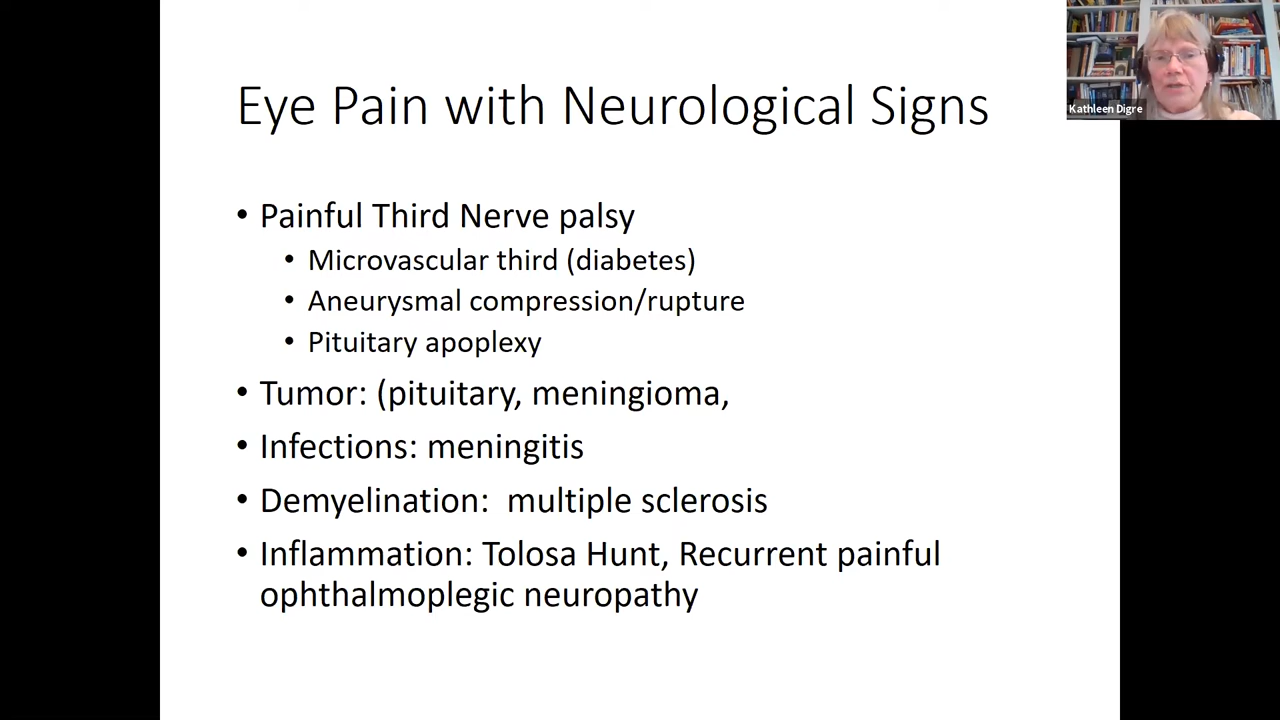 Eye Pain with Neurological Signs
Kathleen Digre
• Painful Third Nerve palsy
• Microvascular third (diabetes)
• Aneurysmal compression/rupture
• Pituitary apoplexy
• Tumor: (pituitary, meningioma,
• Infections: meningitis
• Demyelination:  multiple sclerosis
• Inflammation: Tolosa Hunt, Recurrent painful
ophthalmoplegic neuropathy